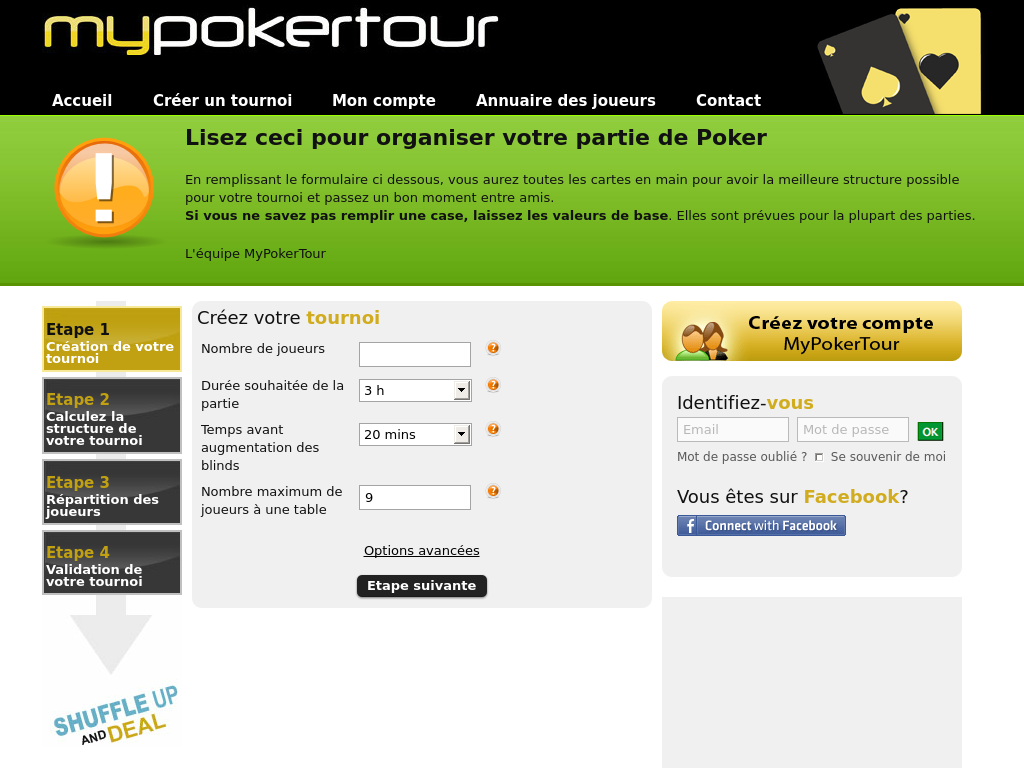 mypokertour
Accueil
Créer un tournoi
Mon compte
Annuaire des joueurs
Contact
Lisez ceci pour organiser votre partie de Poker
En remplissant le formulaire ci dessous, vous aurez toutes les cartes en main pour avoir la meilleure structure possible
pour votre tournoi et passez un bon moment entre amis.
Si vous ne savez pas remplir une case, laissez les valeurs de base. Elles sont prévues pour la plupart des parties.
L'équipe MyPokerTour
Etape 1
Création de votre
tournoi
Etape 2
Calculez la
structure de
votre tournoi
Etape 3
Répartition des
joueurs
Etape 4
Validation de
votre tournoi
SHUFFLE UP
AND DEAL
Créez votre tournoi
Nombre de joueurs
Durée souhaitée de la
partie
3 h
Temps avant
augmentation des
blinds
20 mins
Nombre maximum de
joueurs à une table
9
Options avancées
Etape suivante
Créez votre compte
MyPokerTour
Identifiez-vous
Email
Mot de passe
OK
Mot de passe oublié ?
Se souvenir de moi
Vous êtes sur Facebook?
f Connect with Facebook